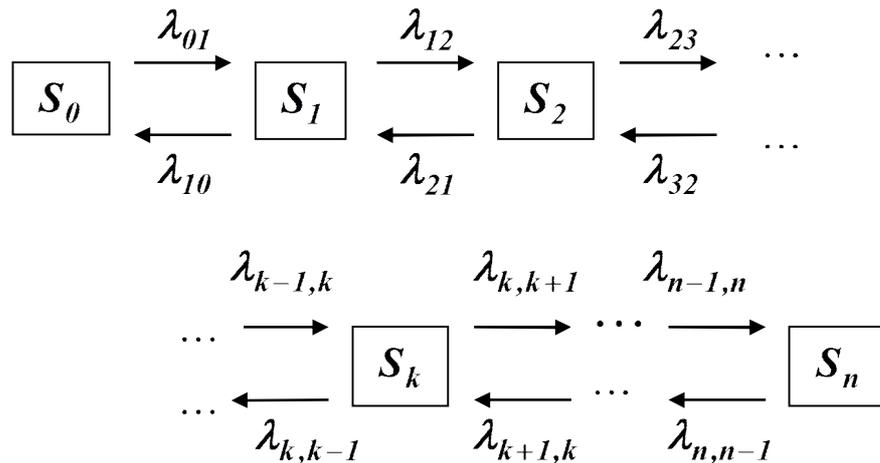 λ₀₁ λ₁₂ λ₂₃ ...
S₀ S₁ S₂
λ₁₀ λ₂₁ λ₃₂ ...
λₖ₋₁,ₖ λₖ,ₖ₊₁ λₙ₋₁,ₙ
... Sₖ ... Sₙ
... ...
λₖ,ₖ₋₁ λₖ₊₁,ₖ λₙ,ₙ₋₁